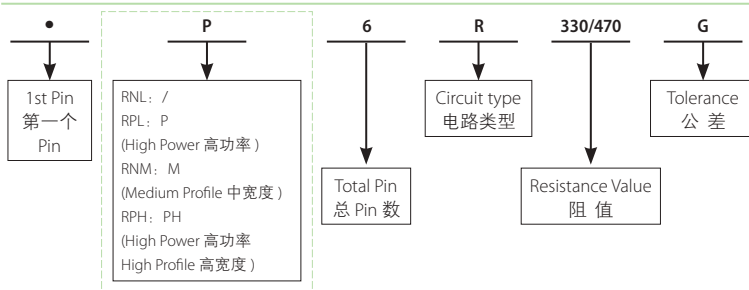 • P 6 R 330/470 G
1st Pin
第一个
Pin
RNL：/
RPL：P
(High Power 高功率 )
RNM：M
(Medium Profile 中宽度 )
RPH：PH
(High Power 高功率
High Profile 高宽度 )
Total Pin
总 Pin 数
Circuit type
电路类型
Resistance Value
阻 值
Tolerance
公 差